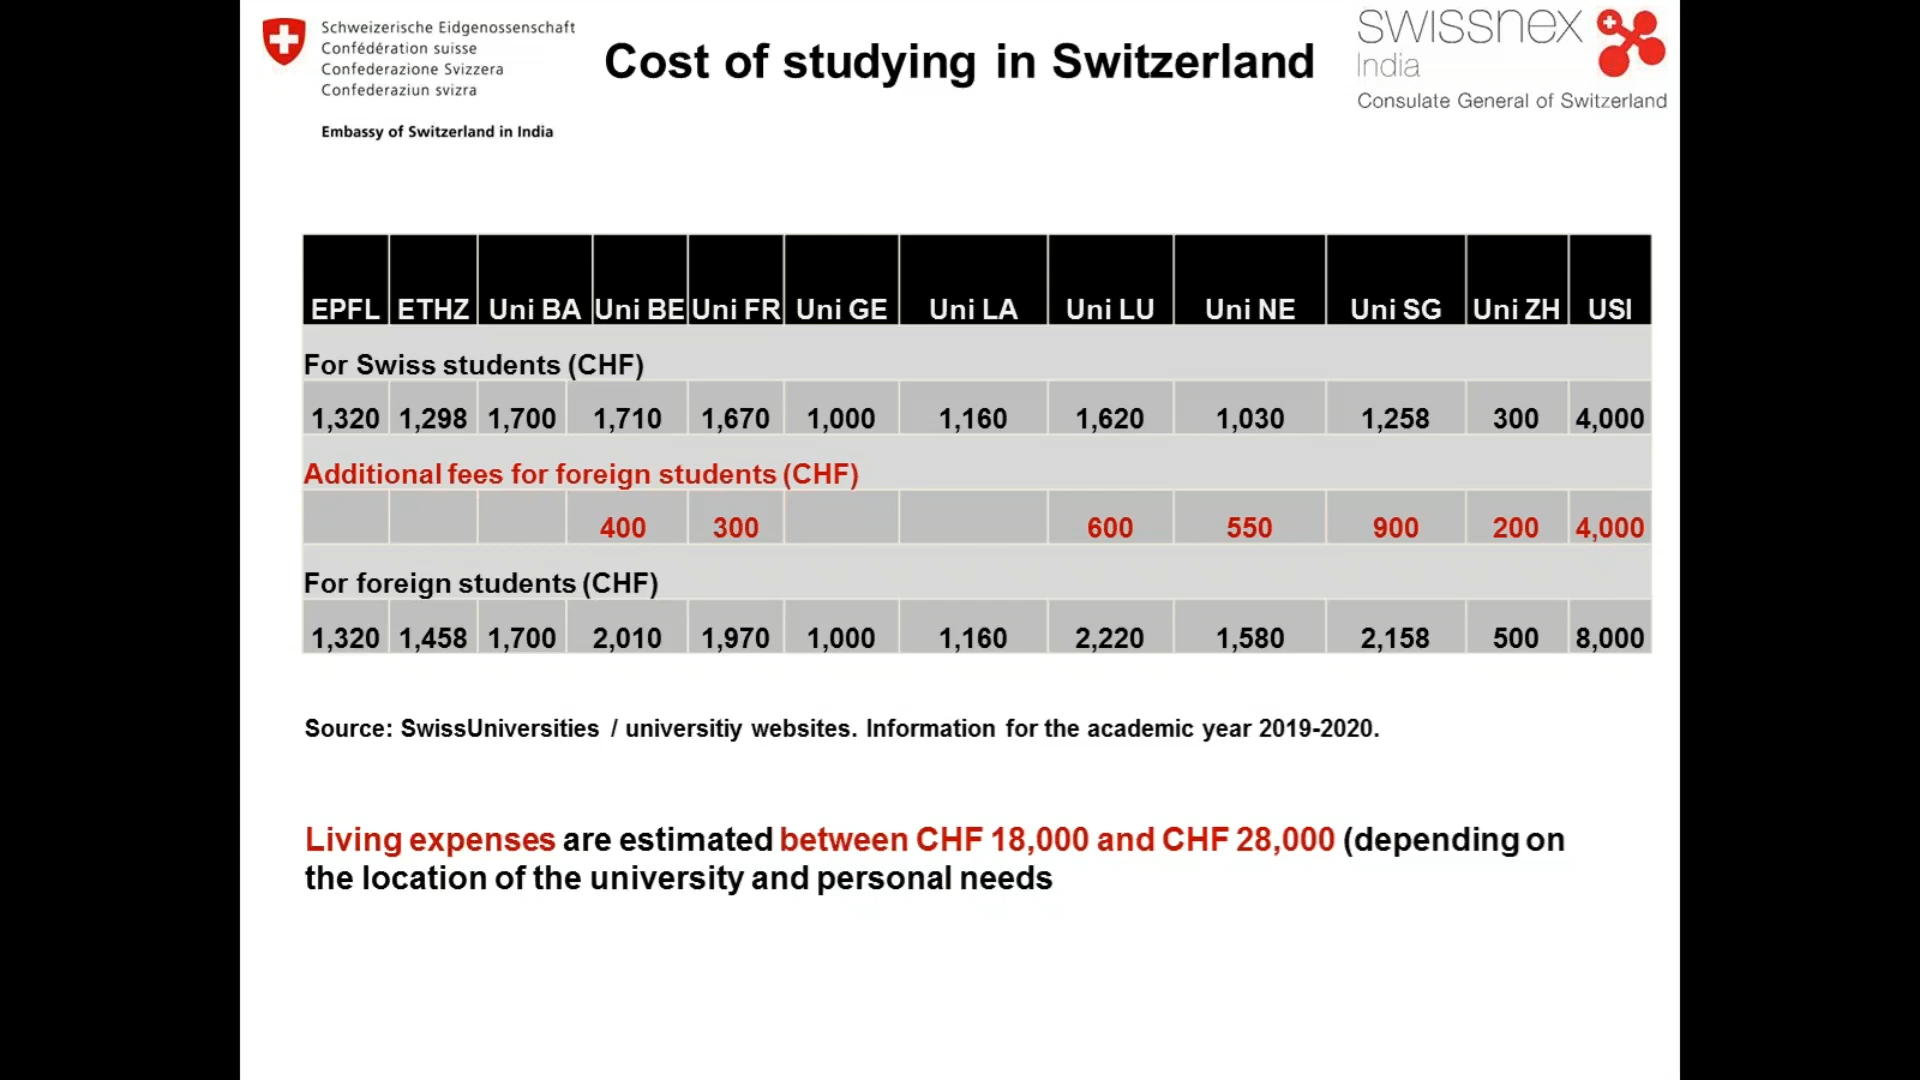 Schweizerische Eidgenossenschaft
Confédération suisse
Confederazione Svizzera
Confederaziun svizra
Embassy of Switzerland in India
Cost of studying in Switzerland
swissnex
India
Consulate General of Switzerland
EPFL ETHZ Uni BA Uni BE Uni FR Uni GE Uni LA Uni LU Uni NE Uni SG Uni ZH USI
For Swiss students (CHF)
1,320 1,298 1,700 1,710 1,670 1,000 1,160 1,620 1,030 1,258 300 4,000
Additional fees for foreign students (CHF)
400 300 600 550 900 200 4,000
For foreign students (CHF)
1,320 1,458 1,700 2,010 1,970 1,000 1,160 2,220 1,580 2,158 500 8,000
Source: SwissUniversities / universitiy websites. Information for the academic year 2019-2020.
Living expenses are estimated between CHF 18,000 and CHF 28,000 (depending on
the location of the university and personal needs